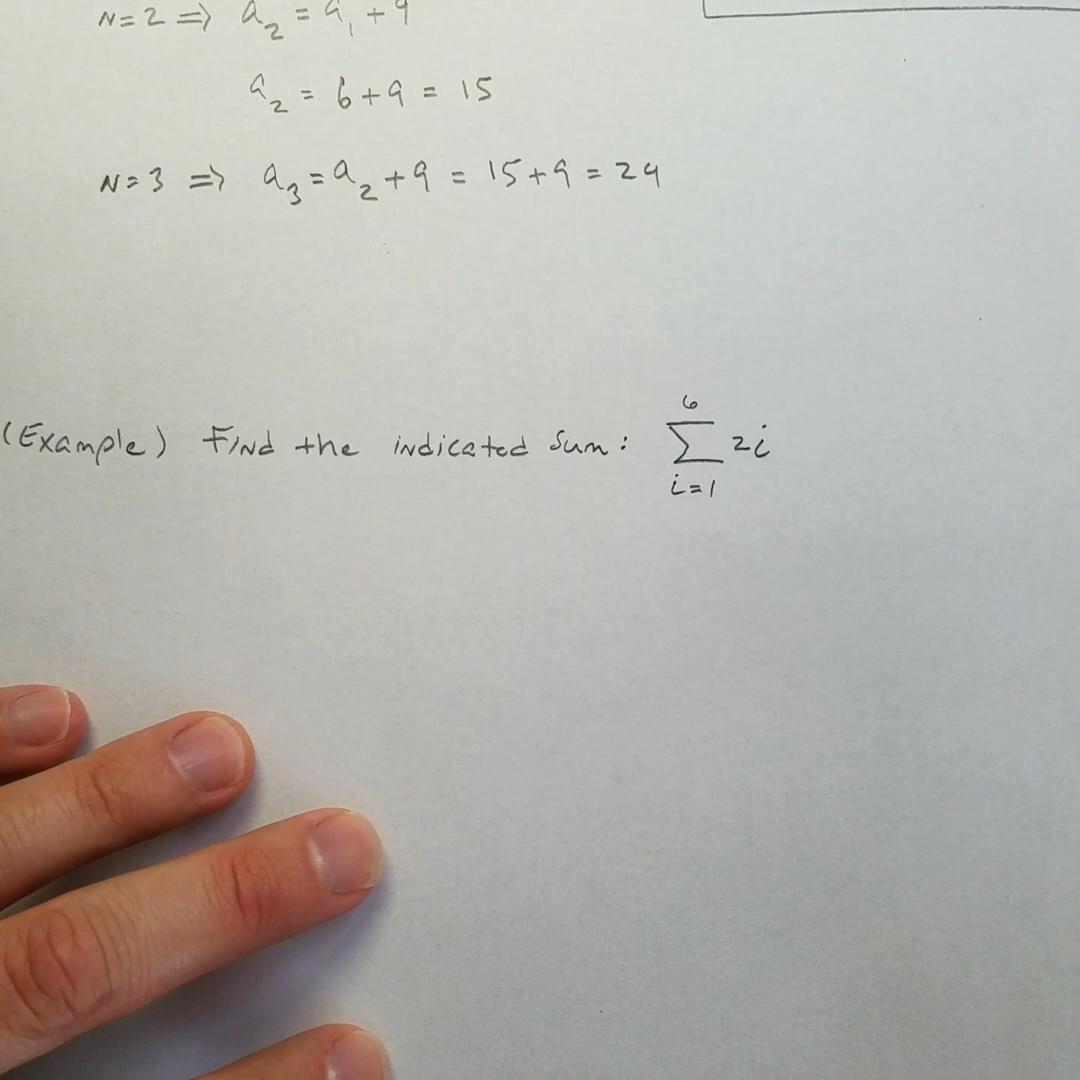 N=2 => a₂ = a₁ + 9
a₂ = 6+9 = 15
N=3 => a₃ = a₂ + 9 = 15+9 = 24
(Example) Find the indicated sum: 6 ∑ i=1 2i